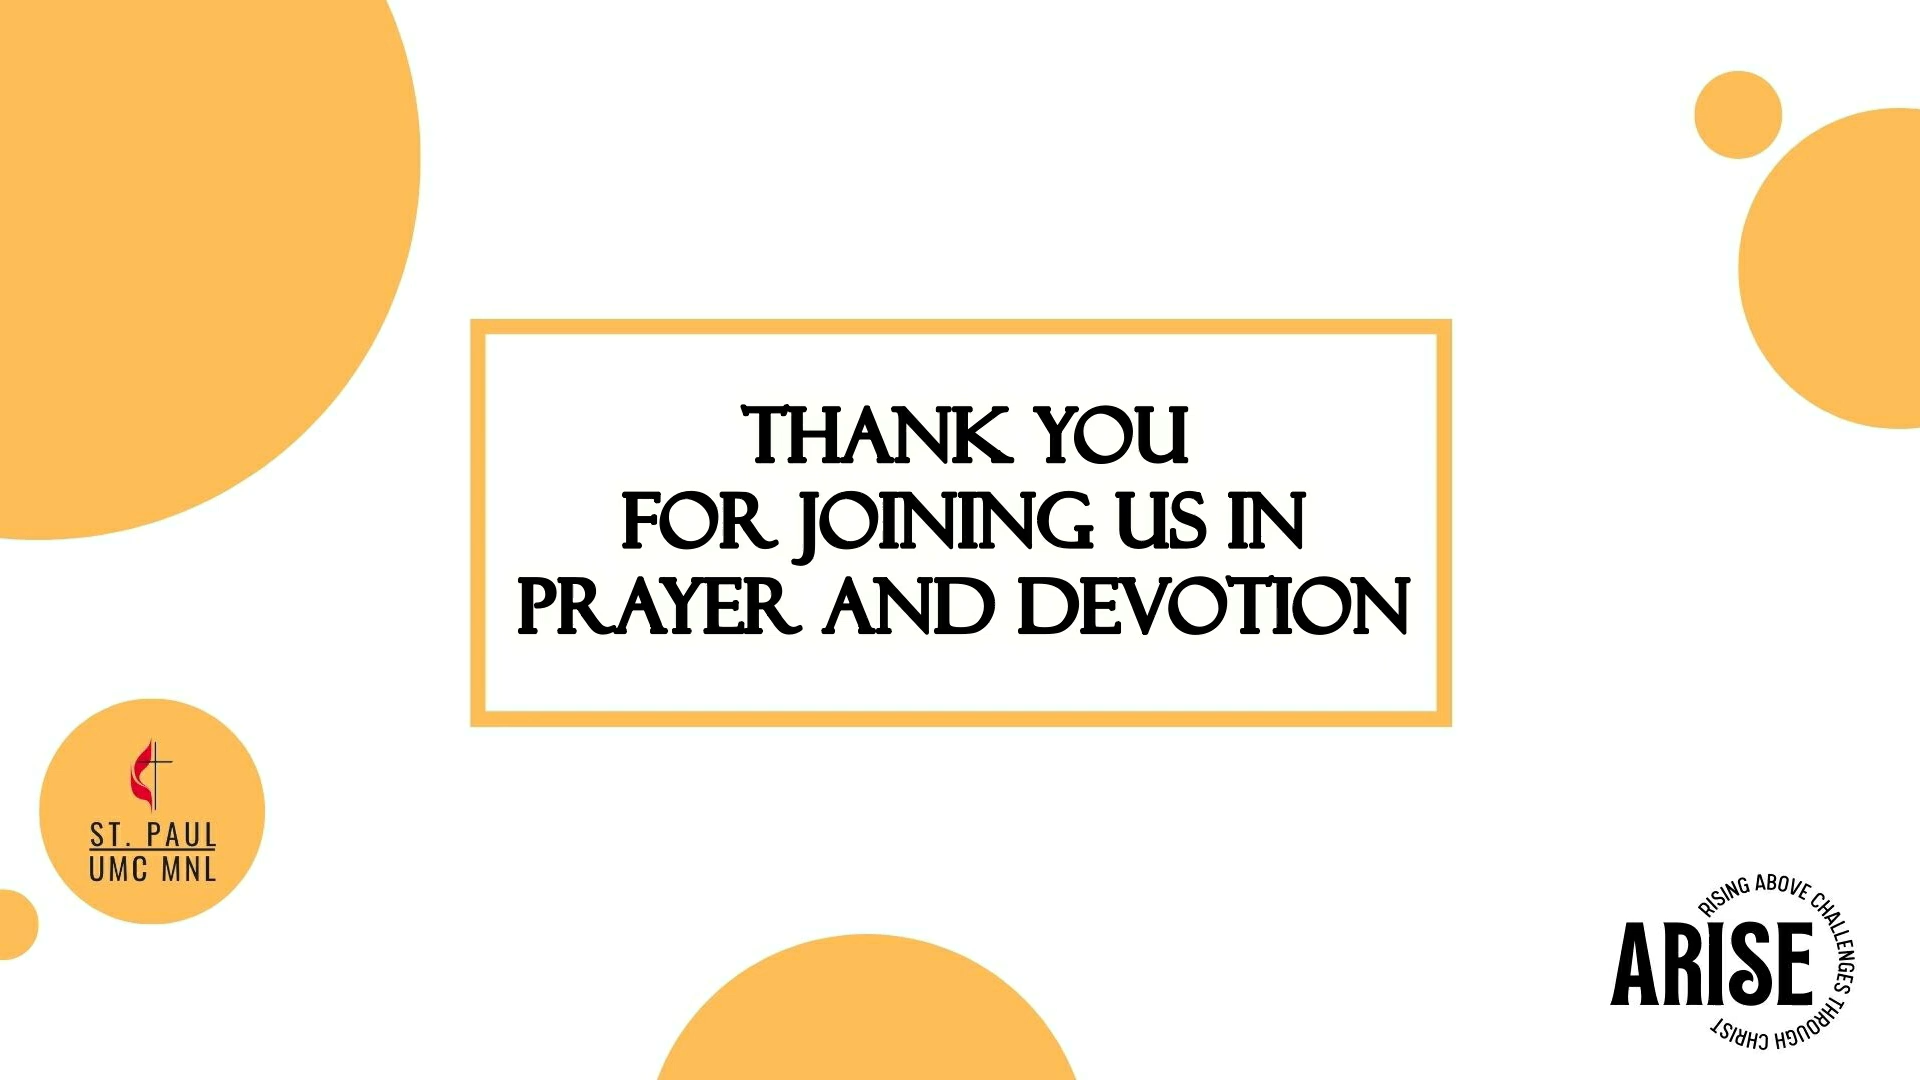 THANK YOU
FOR JOINING US IN
PRAYER AND DEVOTION
ST. PAUL
UMC MNL
RISING ABOVE CHALLENGES THROUGH CHRIST
ARISE